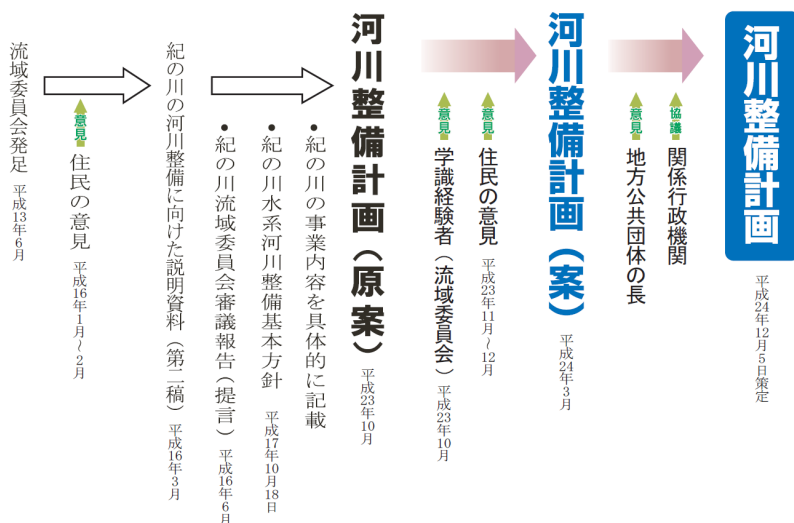 流域委員会発足 平成13年6月
意見
住民の意見 平成16年1月～2月
紀の川の河川整備に向けた説明資料（第二稿） 平成16年3月
•紀の川流域委員会審議報告（提言） 平成16年6月
•紀の川水系河川整備基本方針 平成17年10月18日
•紀の川の事業内容を具体的に記載
河川整備計画（原案） 平成23年10月
意見
学識経験者（流域委員会） 平成23年10月
意見
住民の意見 平成23年11月～12月
河川整備計画（案） 平成24年3月
意見
地方公共団体の長
協議
関係行政機関
河川整備計画
平成24年12月5日策定